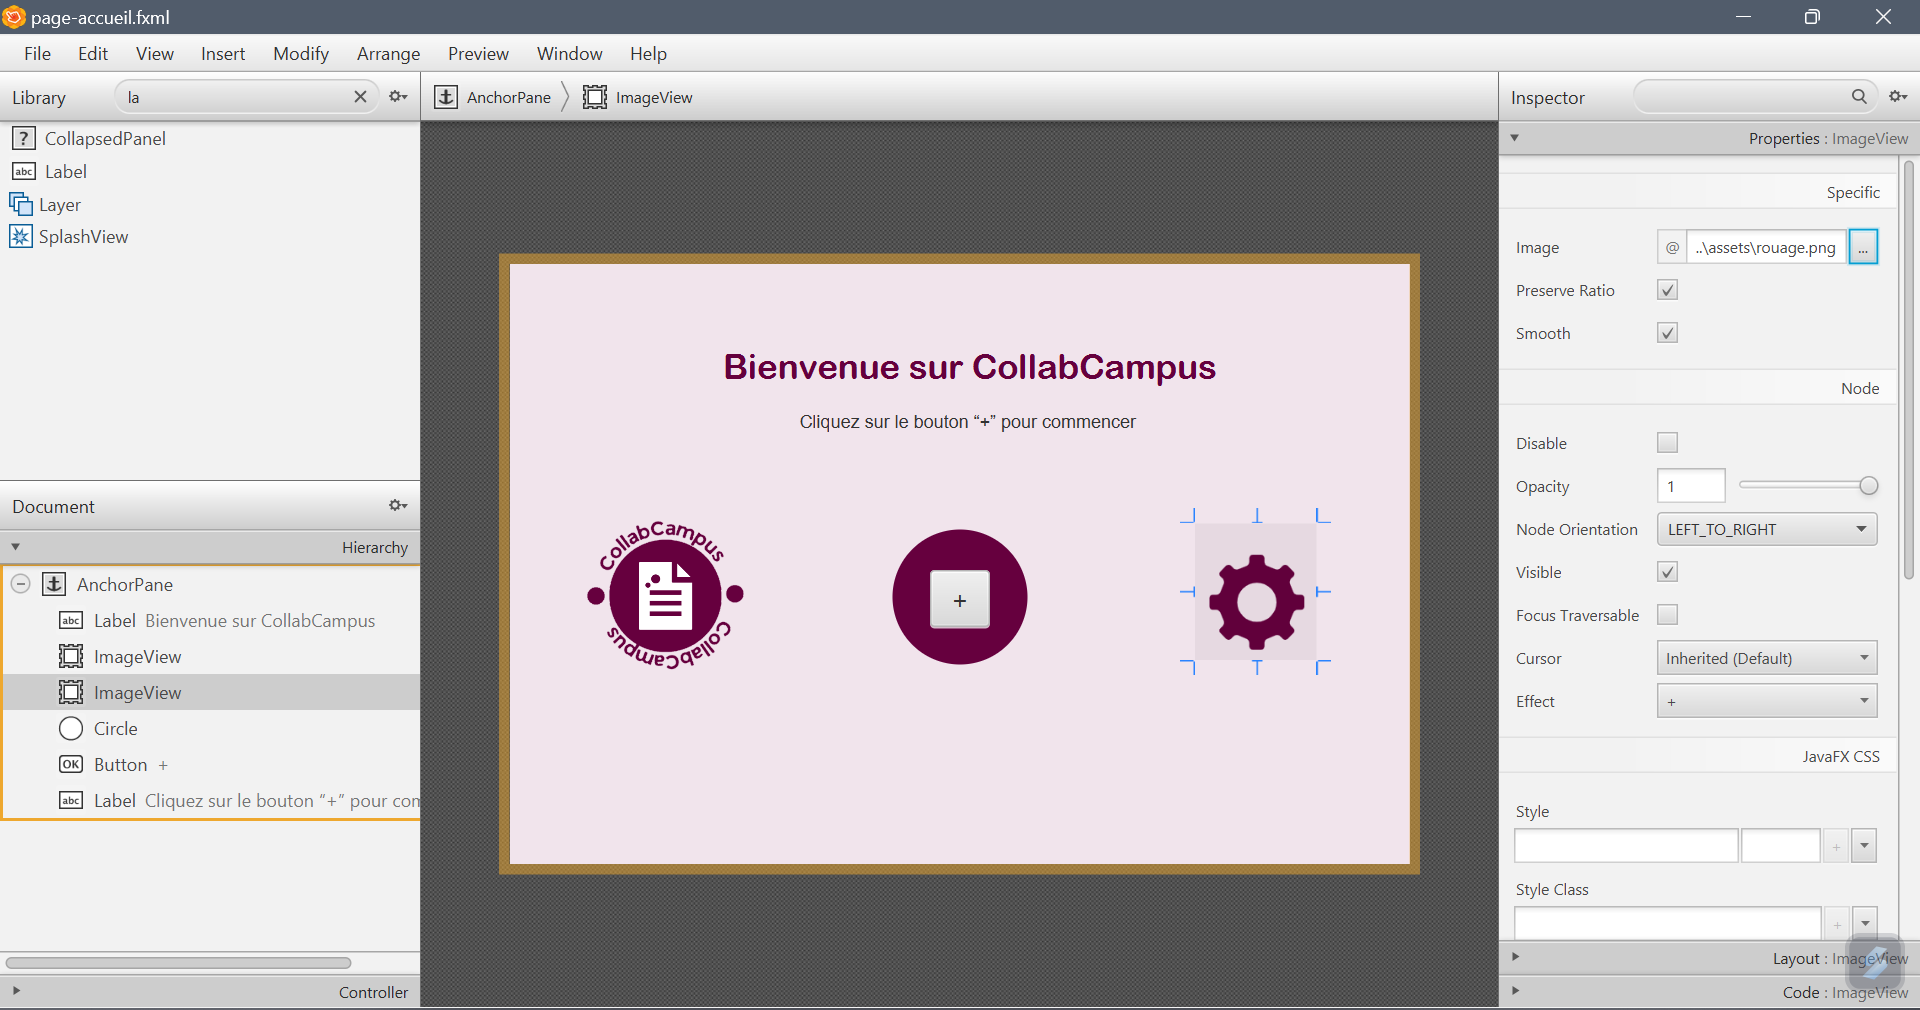 page-accueil.fxml
File Edit View Insert Modify Arrange Preview Window Help
Library la
CollapsedPanel
abc Label
Layer
SplashView
Document
Hierarchy
AnchorPane
abc Label Bienvenue sur CollabCampus
ImageView
ImageView
Circle
OK Button +
abc Label Cliquez sur le bouton “+” pour con
Controller
AnchorPane ImageView
Bienvenue sur CollabCampus
Cliquez sur le bouton “+” pour commencer
CollabCampus
CollabCampus
+
Inspector
Properties : ImageView
Specific
Image @ ..\assets\rouage.png ...
Preserve Ratio
Smooth
Node
Disable
Opacity 1
Node Orientation LEFT_TO_RIGHT
Visible
Focus Traversable
Cursor Inherited (Default)
Effect +
JavaFX CSS
Style
+
Style Class
+
Layout : ImageView
Code : ImageView